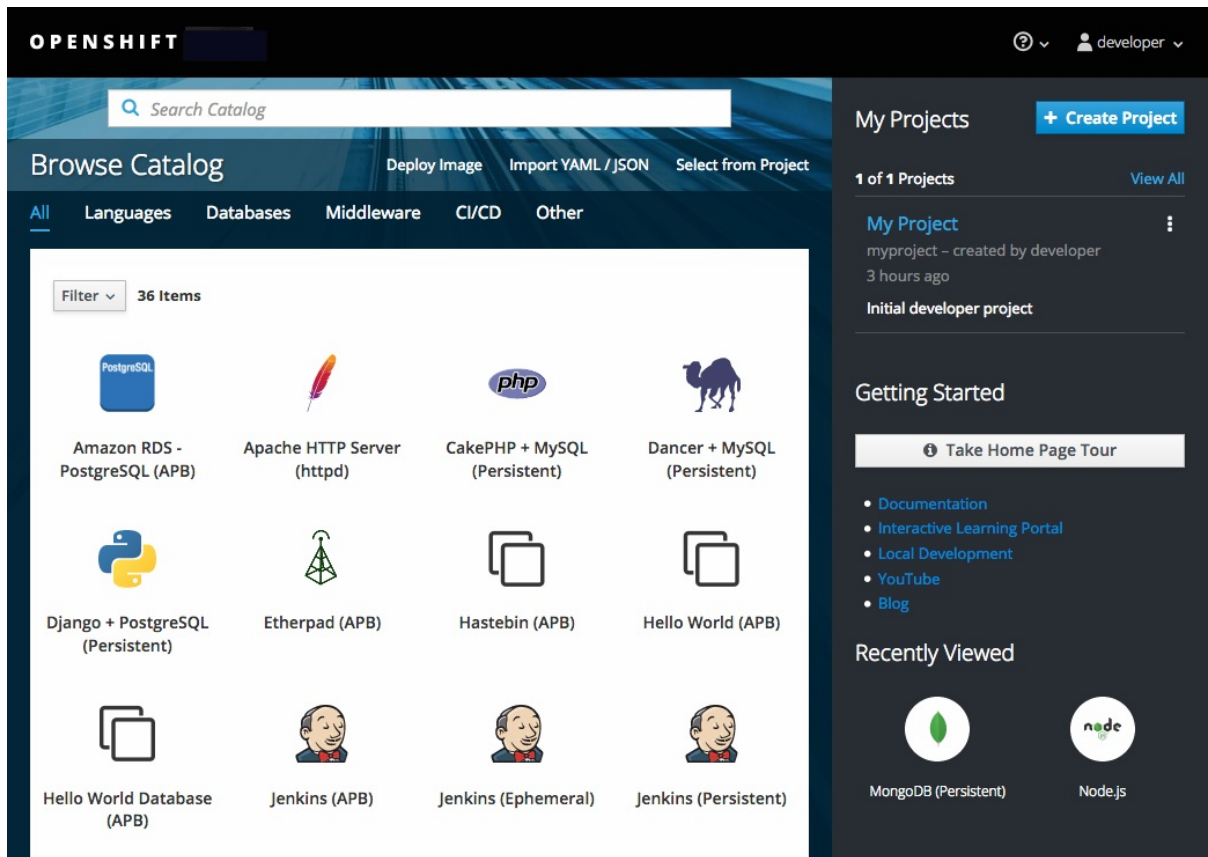 OPENSHIFT
developer
Search Catalog
Browse Catalog
Deploy Image
Import YAML / JSON
Select from Project
All
Languages
Databases
Middleware
CI/CD
Other
Filter
36 Items
PostgreSQL
php
Amazon RDS -
PostgreSQL (APB)
Apache HTTP Server
(httpd)
CakePHP + MySQL
(Persistent)
Dancer + MySQL
(Persistent)
Django + PostgreSQL
(Persistent)
Etherpad (APB)
Hastebin (APB)
Hello World (APB)
Hello World Database
(APB)
Jenkins (APB)
Jenkins (Ephemeral)
Jenkins (Persistent)
My Projects
+ Create Project
1 of 1 Projects
View All
My Project
myproject – created by developer
3 hours ago
Initial developer project
Getting Started
Take Home Page Tour
Documentation
Interactive Learning Portal
Local Development
YouTube
Blog
Recently Viewed
node
JS
MongoDB (Persistent)
Node.js